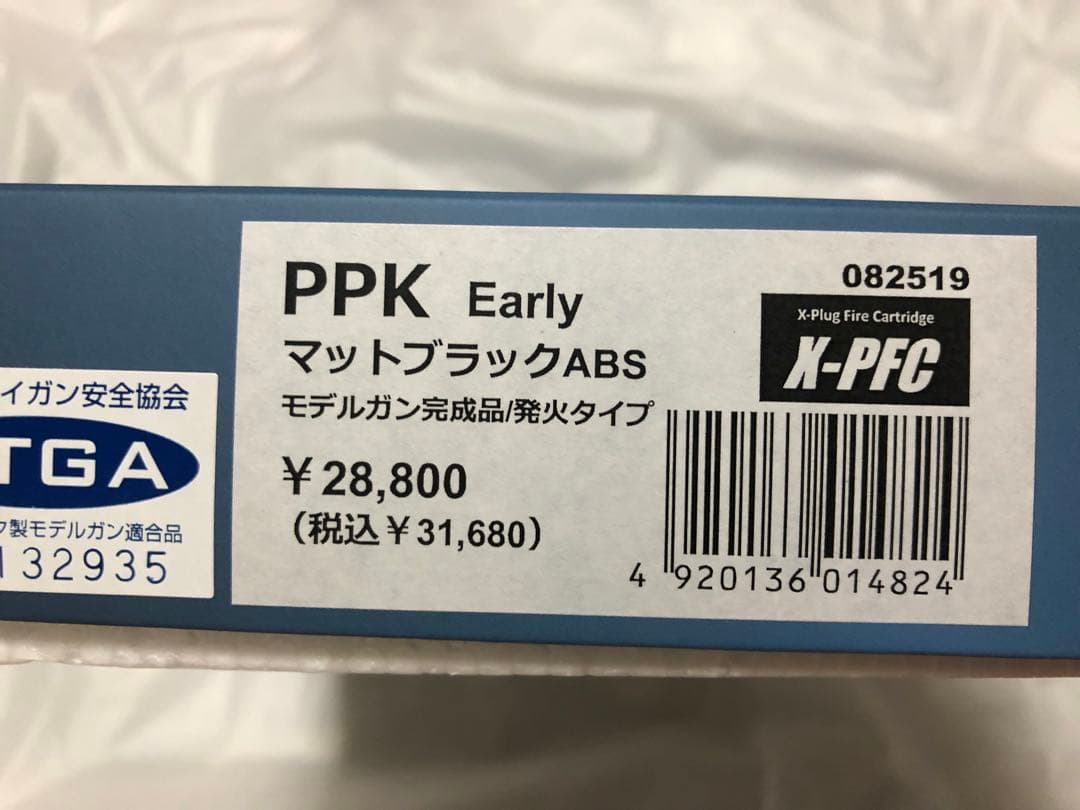 PPK Early
マットブラックABS
モデルガン完成品/発火タイプ
￥28,800
（税込￥31,680）
082519
X-Plug Fire Cartridge
X-PFC
4 920136 014824
イガン安全協会
TGA
製モデルガン適合品
132935